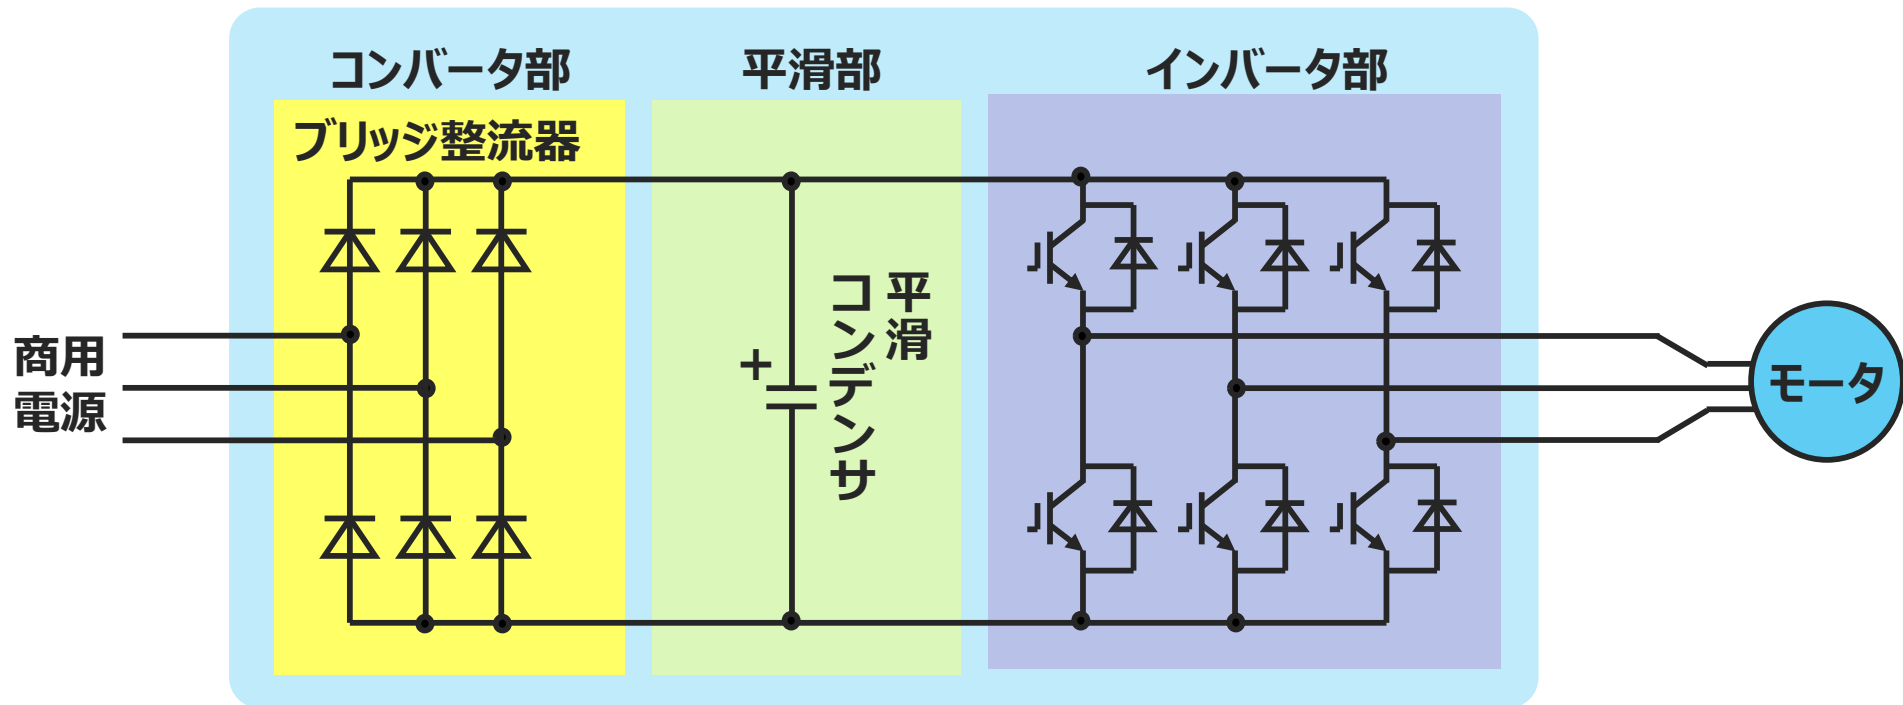 コンバータ部
平滑部
インバータ部
ブリッジ整流器
商用
電源
+
平滑
コンデンサ
モータ